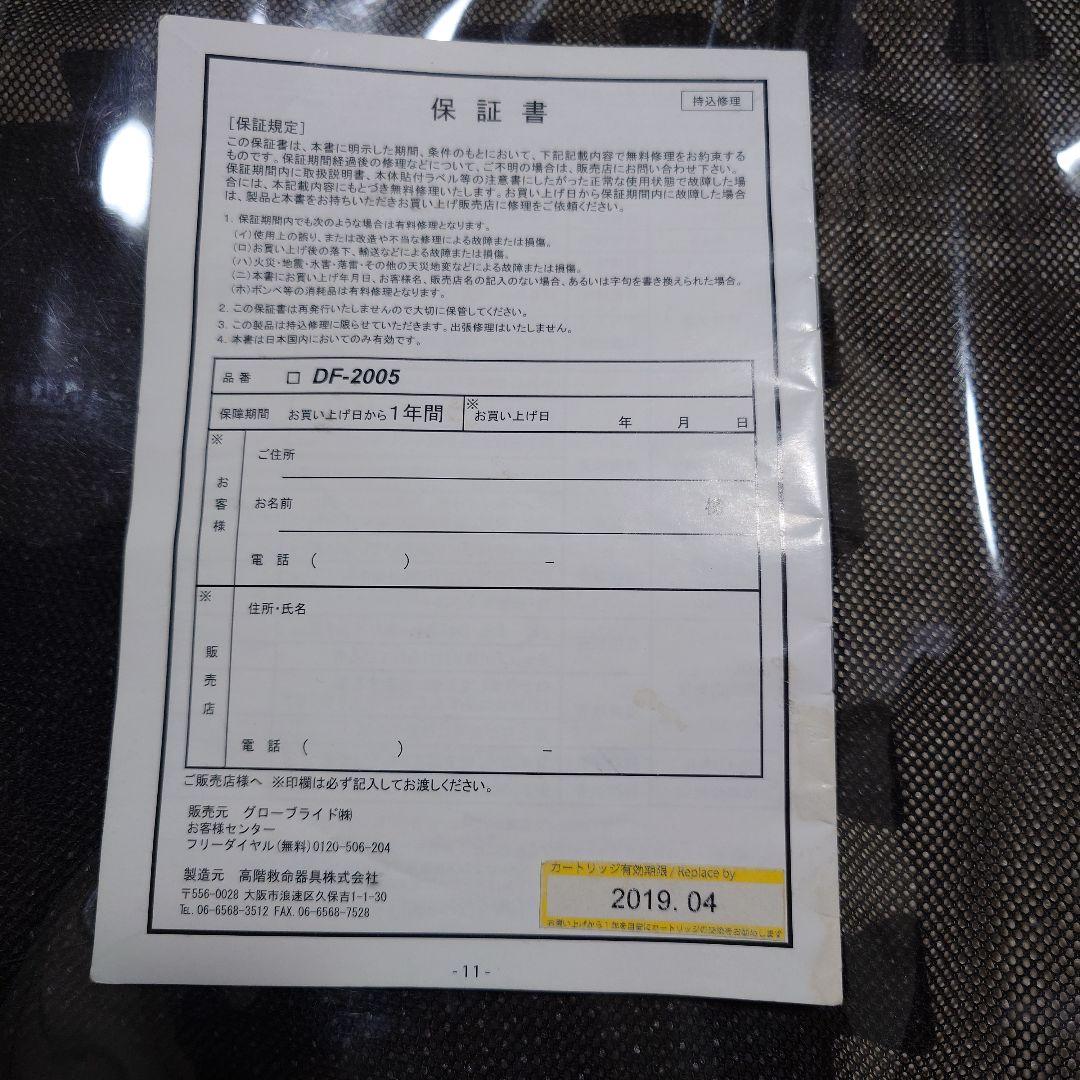 保 証 書
持込修理
[保証規定]
この保証書は、本書に明示した期間、条件のもとにおいて、下記記載内容で無料修理をお約束する
ものです。保証期間経過後の修理などについて、ご不明の場合は、販売店にお問い合わせ下さい。
保証期間内に取扱説明書、本体貼付ラベル等の注意書にしたがった正常な使用状態で故障した場
合には、本記載内容にもとづき無料修理いたします。お買い上げ日から保証期間内に故障した場合
は、製品と本書をお持ちいただきお買い上げ販売店に修理をご依頼ください。
1. 保証期間内でも次のような場合は有料修理となります。
(イ)使用上の誤り、または改造や不当な修理による故障または損傷。
(ロ)お買い上げ後の落下、輸送などによる故障または損傷。
(ハ)火災・地震・水害・落雷・その他の天災地変などによる故障または損傷。
(ニ)本書にお買い上げ年月日、お客様名、販売店名の記入のない場合、あるいは字句を書き換えられた場合。
(ホ)ボンベ等の消耗品は有料修理となります。
2. この保証書は再発行いたしませんので大切に保管してください。
3. この製品は持込修理に限らせていただきます。出張修理はいたしません。
4. 本書は日本国内においてのみ有効です。
品番 □ DF-2005
保障期間 お買い上げ日から1年間 ※お買い上げ日 年 月 日
※お客様
ご住所
お名前 様
電 話 ( ) −
※販売店
住所・氏名
電 話 ( ) −
ご販売店様へ ※印欄は必ず記入してお渡しください。
販売元 グローブライド㈱
お客様センター
フリーダイヤル(無料)0120-506-204
製造元 高階救命器具株式会社
〒556-0028 大阪市浪速区久保吉1-1-30
TEL. 06-6568-3512 FAX. 06-6568-7528
カートリッジ有効期限 / Replace by
2019. 04
お買い上げから1年を目安にカートリッジの交換をお勧めします
-11-